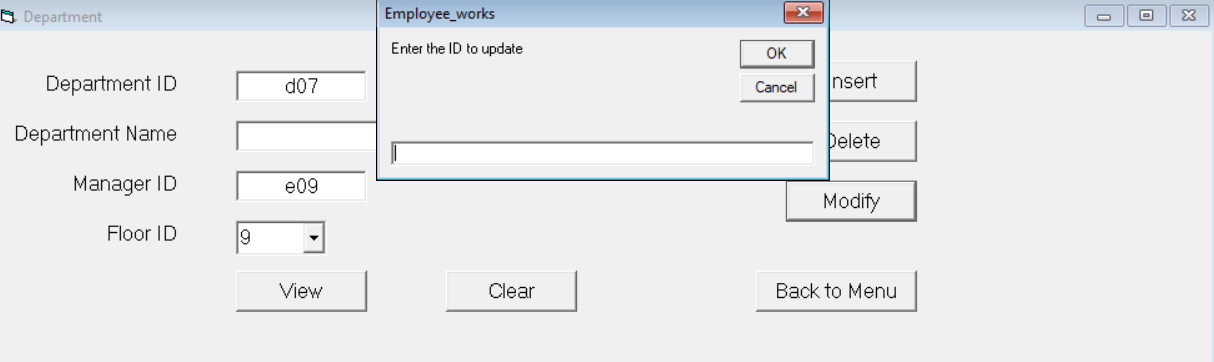 Department
Employee_works
Enter the ID to update
OK
Cancel
Department ID
d07
nsert
Department Name
Delete
Manager ID
e09
Modify
Floor ID
9
View
Clear
Back to Menu